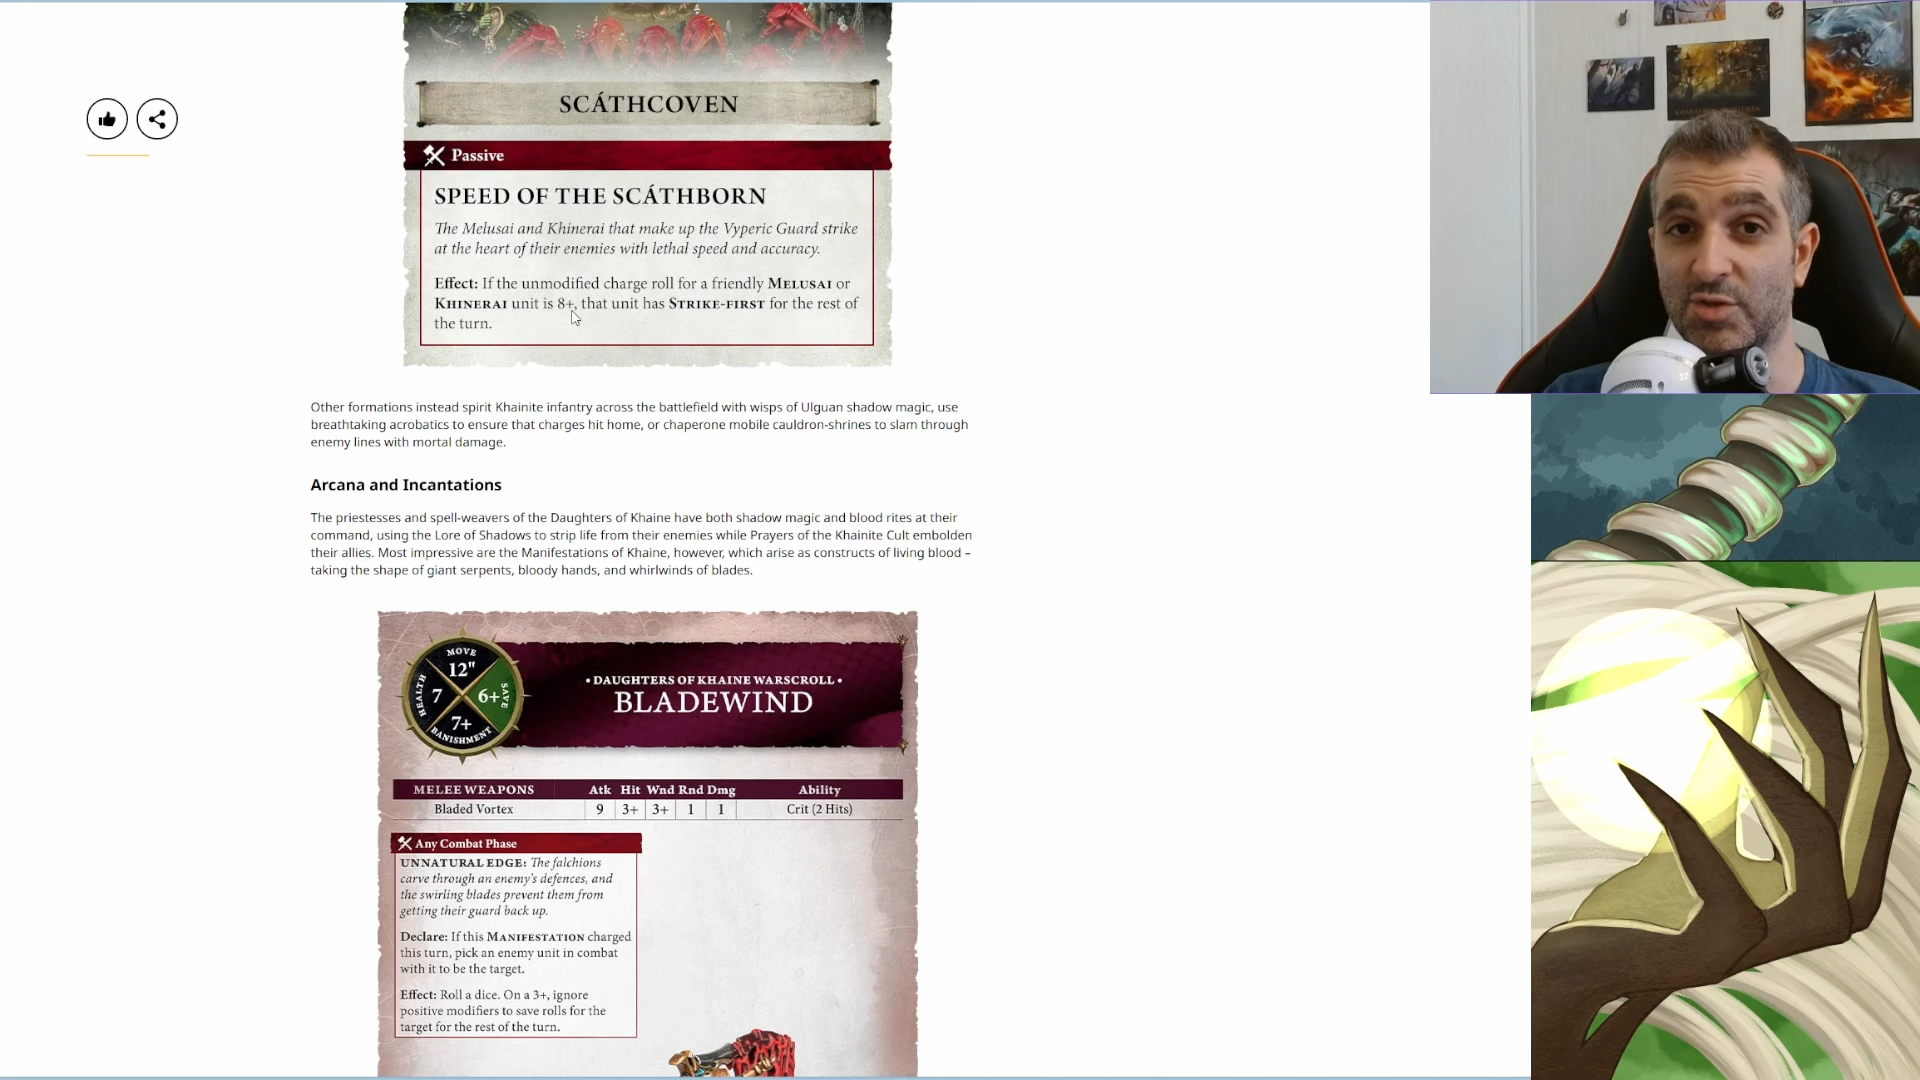 SCÁTHCOVEN
Passive
SPEED OF THE SCÁTHBORN
The Melusai and Khinerai that make up the Vyperic Guard strike
at the heart of their enemies with lethal speed and accuracy.
Effect: If the unmodified charge roll for a friendly MELUSAI or
KHINERAI unit is 8+, that unit has STRIKE-FIRST for the rest of
the turn.
Other formations instead spirit Khainite infantry across the battlefield with wisps of Ulguan shadow magic, use
breathtaking acrobatics to ensure that charges hit home, or chaperone mobile cauldron-shrines to slam through
enemy lines with mortal damage.
Arcana and Incantations
The priestesses and spell-weavers of the Daughters of Khaine have both shadow magic and blood rites at their
command, using the Lore of Shadows to strip life from their enemies while Prayers of the Khainite Cult embolden
their allies. Most impressive are the Manifestations of Khaine, however, which arise as constructs of living blood –
taking the shape of giant serpents, bloody hands, and whirlwinds of blades.
MOVE
12"
HEALTH 7 6+ SAVE
7+
BANISHMENT
• DAUGHTERS OF KHAINE WARSCROLL •
BLADEWIND
MELEE WEAPONS Atk Hit Wnd Rnd Dmg Ability
Bladed Vortex 9 3+ 3+ 1 1 Crit (2 Hits)
Any Combat Phase
UNNATURAL EDGE: The falchions
carve through an enemy's defences, and
the swirling blades prevent them from
getting their guard back up.
Declare: If this MANIFESTATION charged
this turn, pick an enemy unit in combat
with it to be the target.
Effect: Roll a dice. On a 3+, ignore
positive modifiers to save rolls for the
target for the rest of the turn.